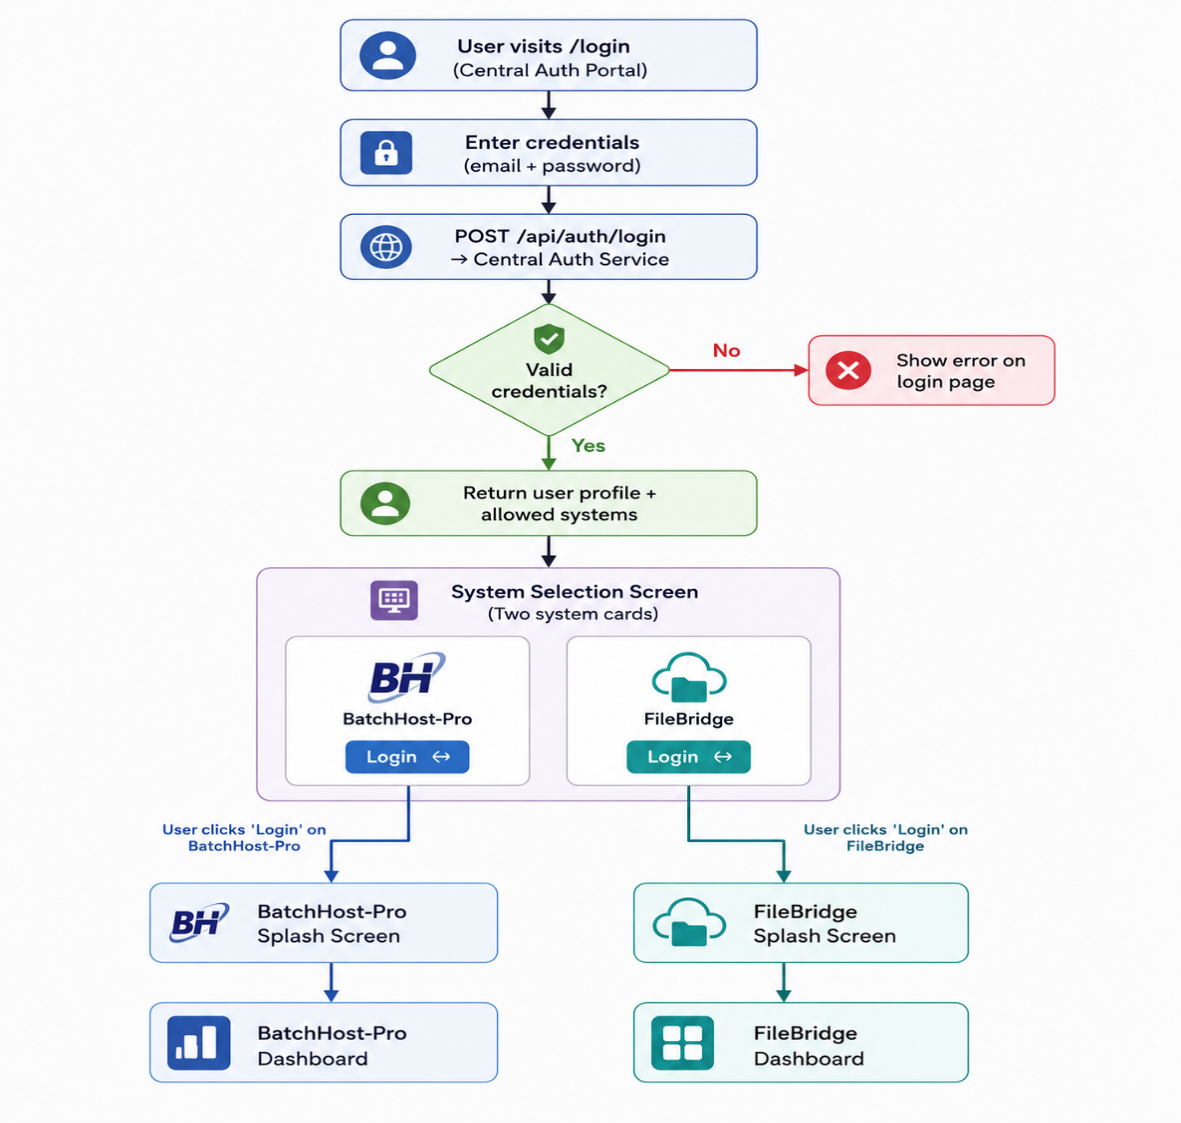 User visits /login
(Central Auth Portal)
Enter credentials
(email + password)
POST /api/auth/login
→ Central Auth Service
Valid
credentials?
No
Show error on
login page
Yes
Return user profile +
allowed systems
System Selection Screen
(Two system cards)
BH
BatchHost-Pro
Login ↔
FileBridge
Login ↔
User clicks 'Login' on
BatchHost-Pro
User clicks 'Login' on
FileBridge
BH
BatchHost-Pro
Splash Screen
FileBridge
Splash Screen
BatchHost-Pro
Dashboard
FileBridge
Dashboard